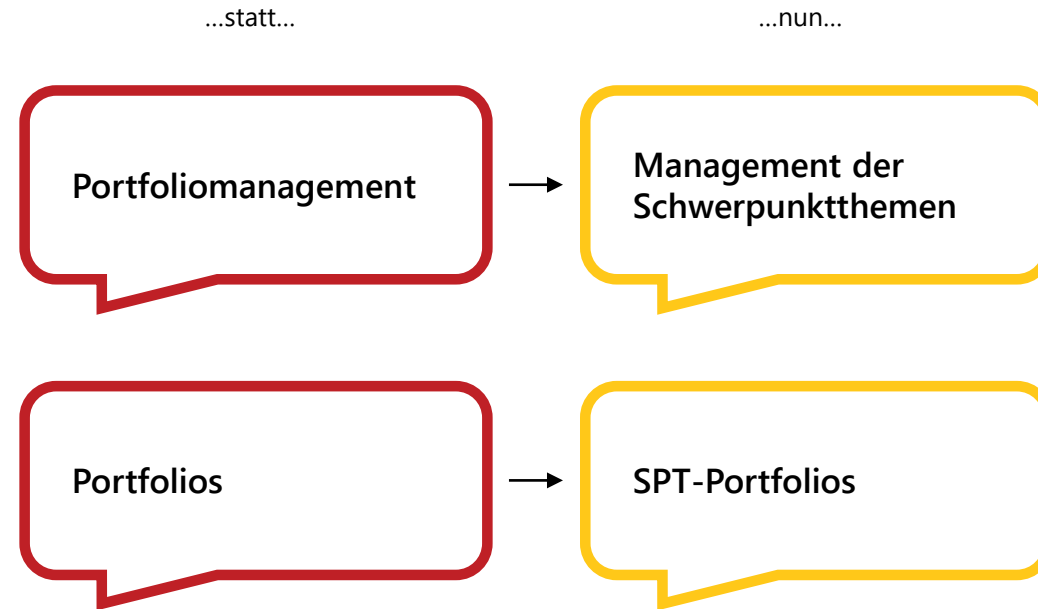 ...statt...
...nun...
Portfoliomanagement
Management der
Schwerpunktthemen
Portfolios
SPT-Portfolios